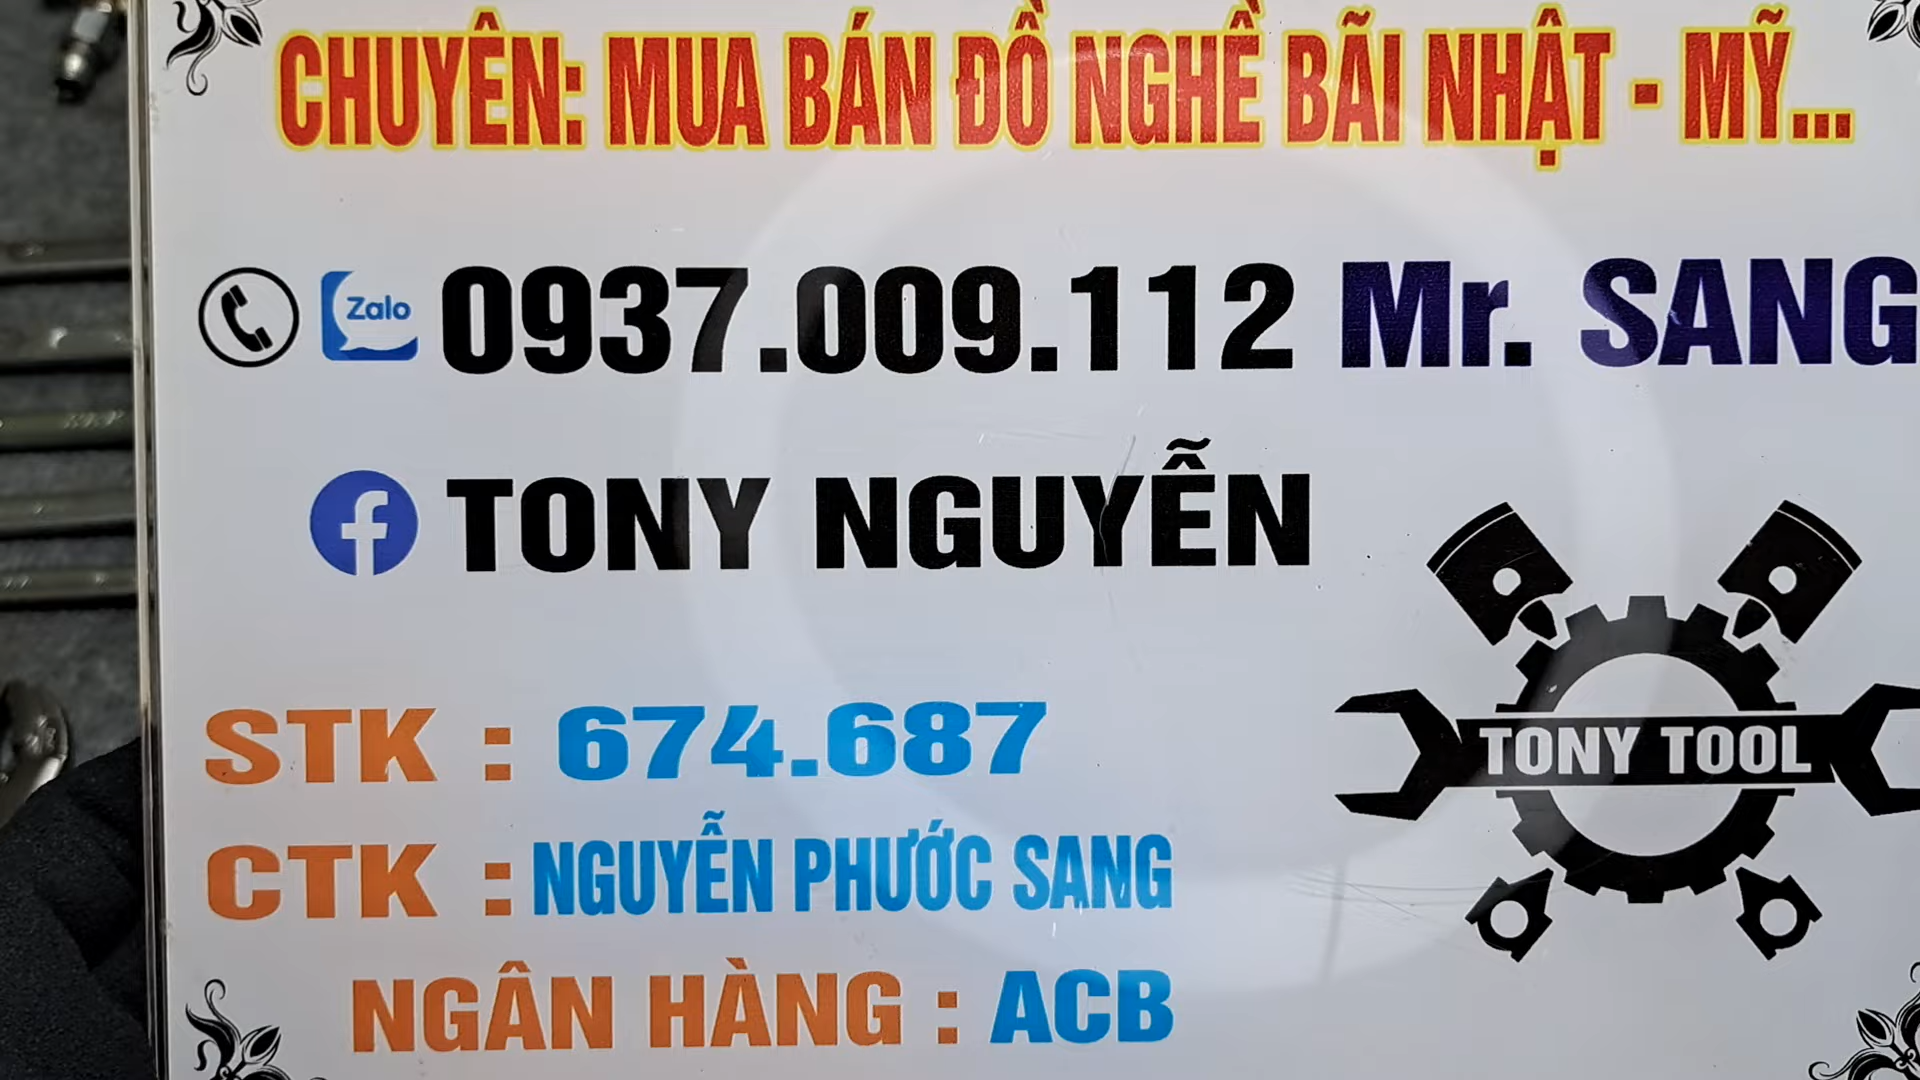 CHUYÊN: MUA BÁN ĐỒ NGHỀ BÃI NHẬT - MỸ...
Zalo 0937.009.112 Mr. SANG
TONY NGUYỄN
TONY TOOL
STK : 674.687
CTK : NGUYỄN PHƯỚC SANG
NGÂN HÀNG : ACB